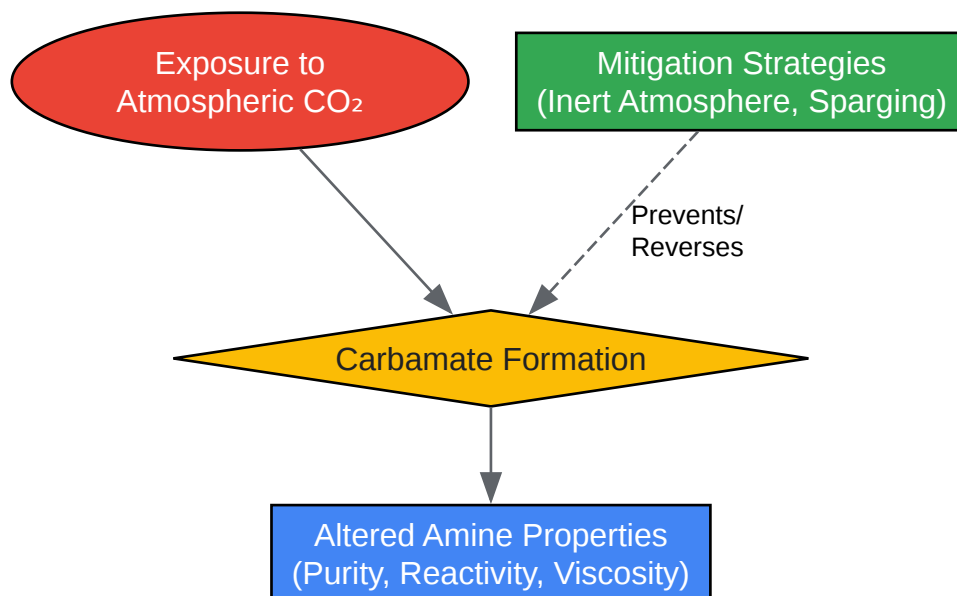 Exposure to
Atmospheric CO₂
Mitigation Strategies
(Inert Atmosphere, Sparging)
Prevents/
Reverses
Carbamate Formation
Altered Amine Properties
(Purity, Reactivity, Viscosity)